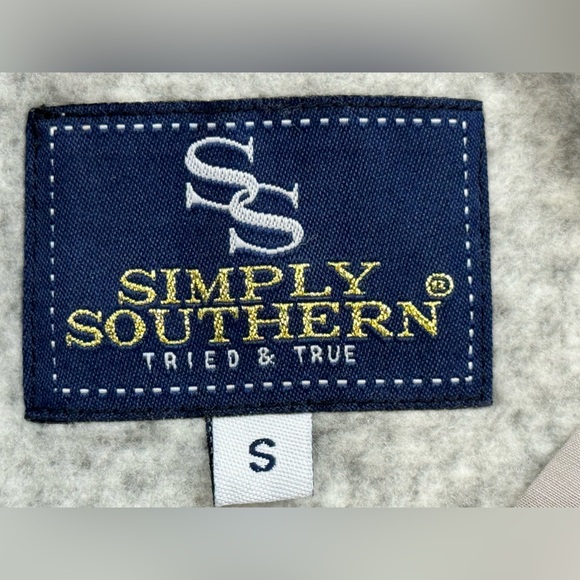 SS
SIMPLY
SOUTHERN®
TRIED & TRUE
S